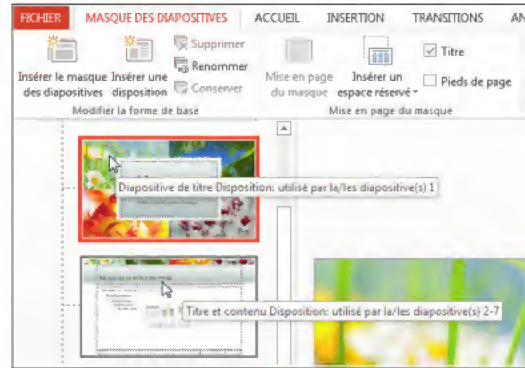 FICHIER MASQUE DES DIAPOSITIVES ACCUEIL INSERTION TRANSITIONS AN
Insérer le masque des diapositives
Insérer une disposition
Supprimer
Renommer
Conserver
Mise en page du masque
Insérer un espace réservé
Titre
Pieds de page
Modifier la forme de base
Mise en page du masque
Diapositive de titre Disposition: utilisé par la/les diapositive(s) 1
Titre et contenu Disposition: utilisé par la/les diapositive(s) 2-7